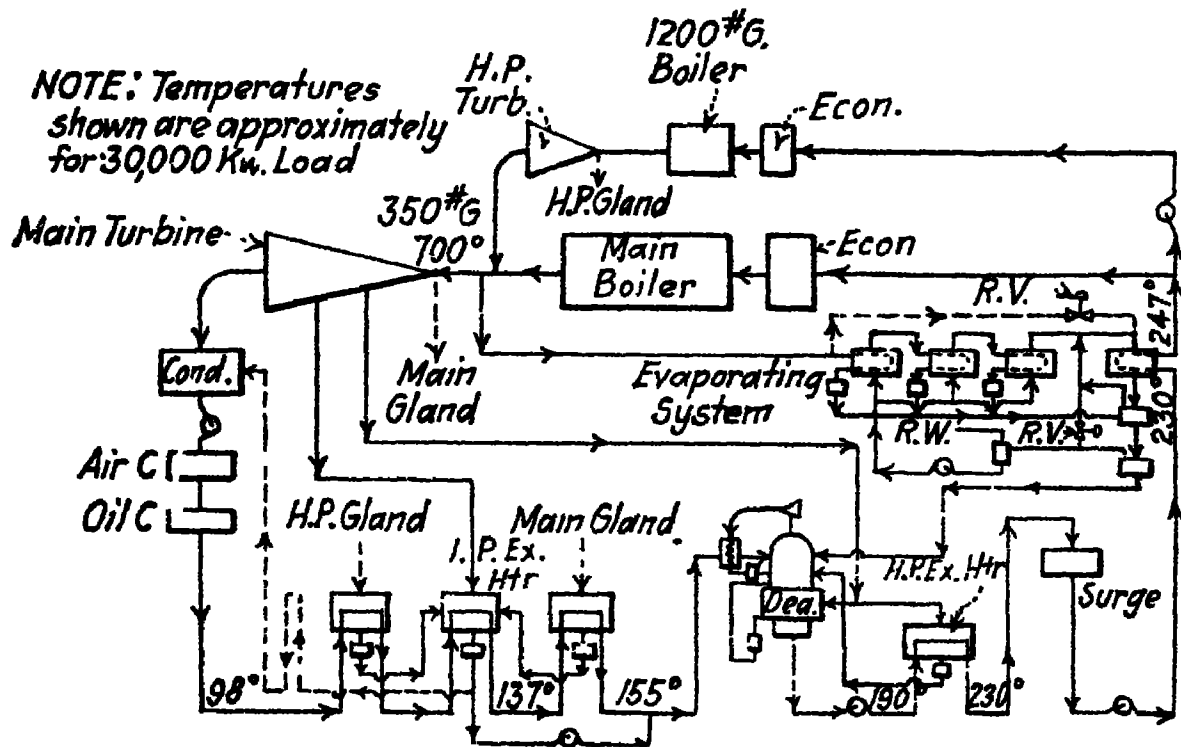 NOTE: Temperatures
shown are approximately
for 30,000 Kw. Load
1200#G.
Boiler
H.P.
Turb.
Econ.
H.P. Gland
350#G
700°
Main Turbine
Main
Boiler
Econ
R.V.
247°
Cond.
Main
Gland
Evaporating
System
230°
R.W.
R.V.
Air C
Oil C
H.P. Gland
Main Gland
P. Ex.
Htr
H.P. Ex. Htr
Surge
Dea.
98°
137°
155°
190°
230°